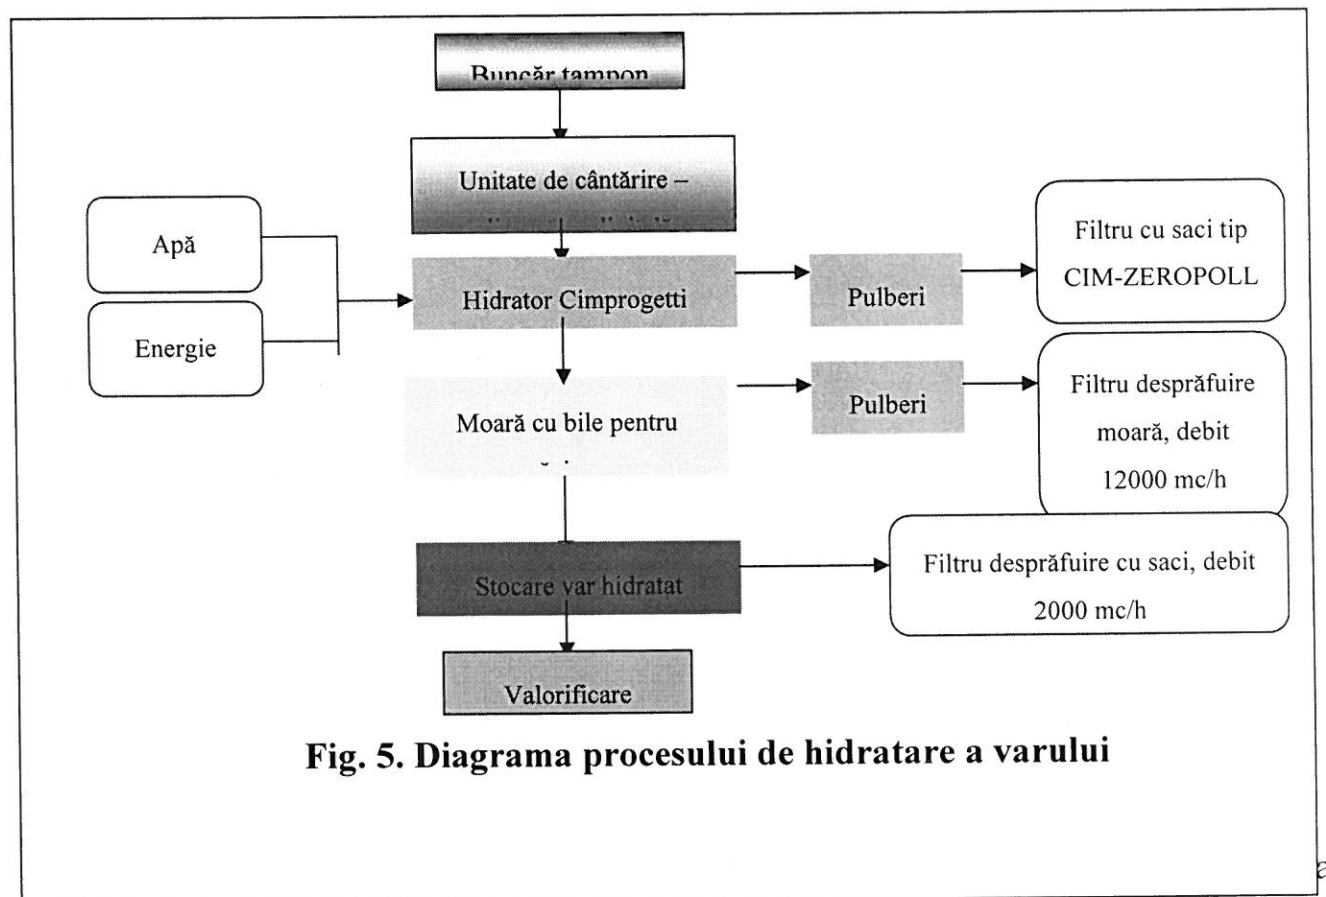 Buncăr tampon
Unitate de cântărire –
Apă
Energie
Hidrator Cimprogetti
Pulberi
Filtru cu saci tip
CIM-ZEROPOLL
Moară cu bile pentru
Pulberi
Filtru desprăfuire
moară, debit
12000 mc/h
Stocare var hidratat
Filtru desprăfuire cu saci, debit
2000 mc/h
Valorificare
Fig. 5. Diagrama procesului de hidratare a varului